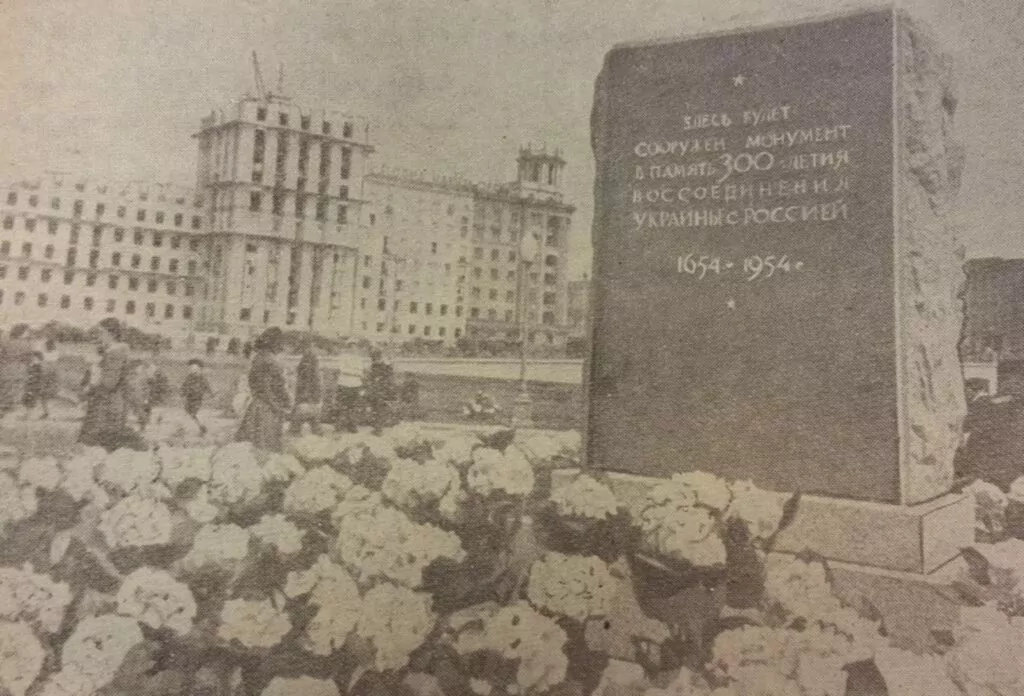 ЗДЕСЬ БУДЕТ
СООРУЖЕН МОНУМЕНТ
В ПАМЯТЬ 300-ЛЕТИЯ
ВОССОЕДИНЕНИЯ
УКРАИНЫ С РОССИЕЙ
1654 г. - 1954 г.